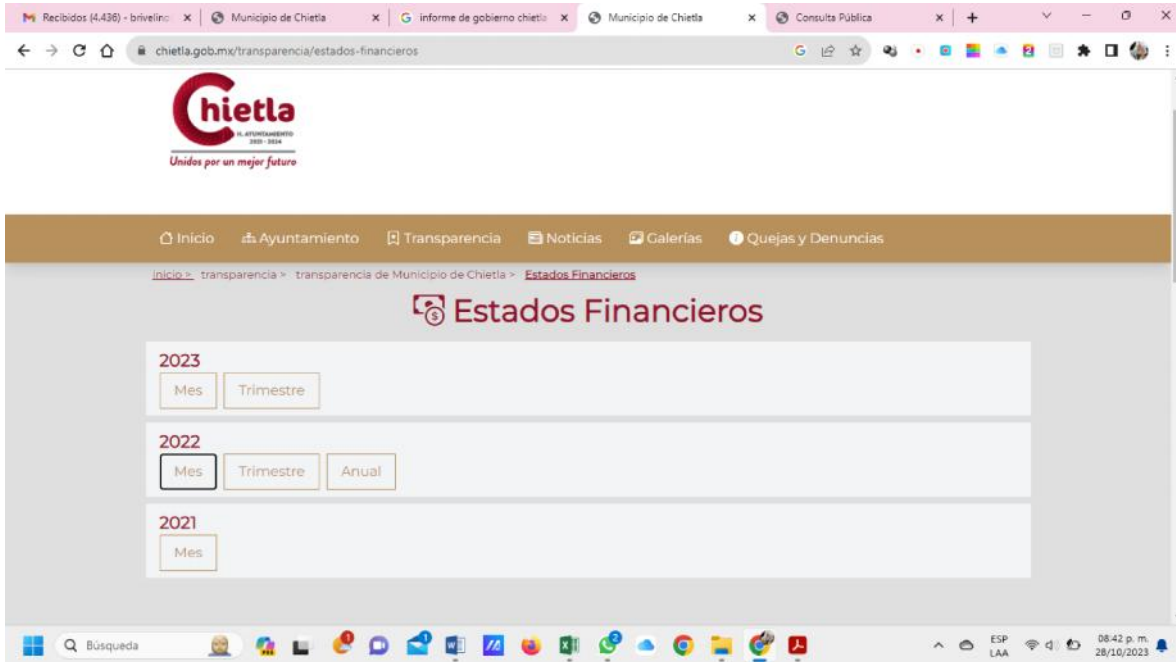 Recibidos (4.436) - brivelinc
Municipio de Chietla
informe de gobierno chietla
Municipio de Chietla
Consulta Pública
chietla.gob.mx/transparencia/estados-financieros
Chietla
H. AYUNTAMIENTO
2021 - 2024
Unidos por un mejor futuro
Inicio Ayuntamiento Transparencia Noticias Galerías Quejas y Denuncias
Inicio > transparencia > transparencia de Municipio de Chietla > Estados Financieros
Estados Financieros
2023
Mes Trimestre
2022
Mes Trimestre Anual
2021
Mes
Búsqueda
ESP
LAA
08:42 p. m.
28/10/2023